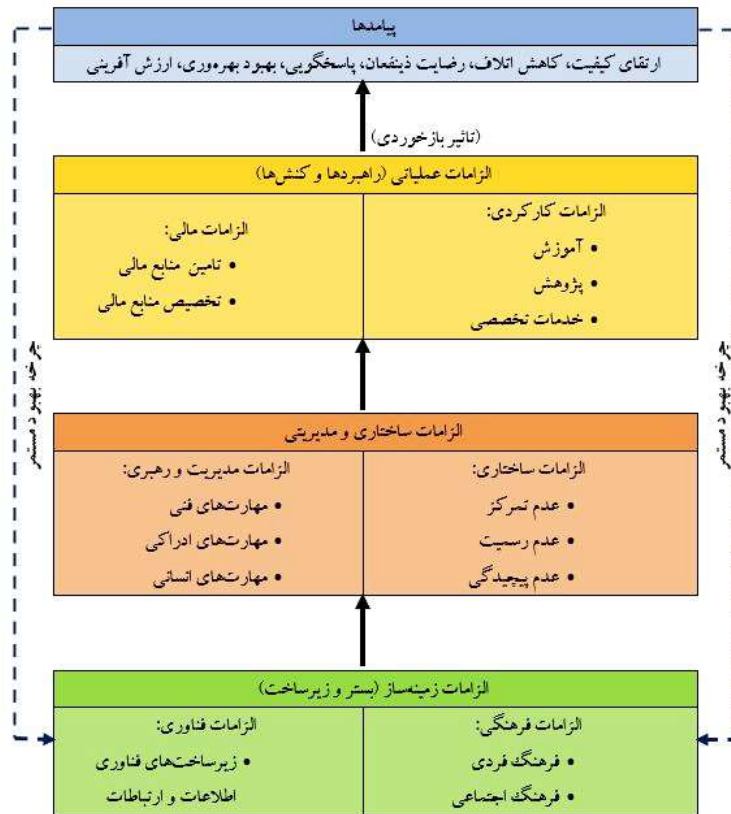 پیامدها
ارتقای کیفیت، کاهش اتلاف، رضایت ذینفعان، پاسخگویی، بهبود بهره‌وری، ارزش آفرینی
(تاثیر بازخوردی)
الزامات عملیاتی (راهبردها و کنش‌ها)
الزامات کارکردی:
• آموزش
• پژوهش
• خدمات تخصصی
الزامات مالی:
• تامین منابع مالی
• تخصیص منابع مالی
الزامات ساختاری و مدیریتی
الزامات ساختاری:
• عدم تمرکز
• عدم رسمیت
• عدم پیچیدگی
الزامات مدیریت و رهبری:
• مهارت‌های فنی
• مهارت‌های ادراکی
• مهارت‌های انسانی
الزامات زمینه‌ساز (بستر و زیرساخت)
الزامات فرهنگی:
• فرهنگ فردی
• فرهنگ اجتماعی
الزامات فناوری:
• زیرساخت‌های فناوری
اطلاعات و ارتباطات
چرخه بهبود مستمر
چرخه بهبود مستمر